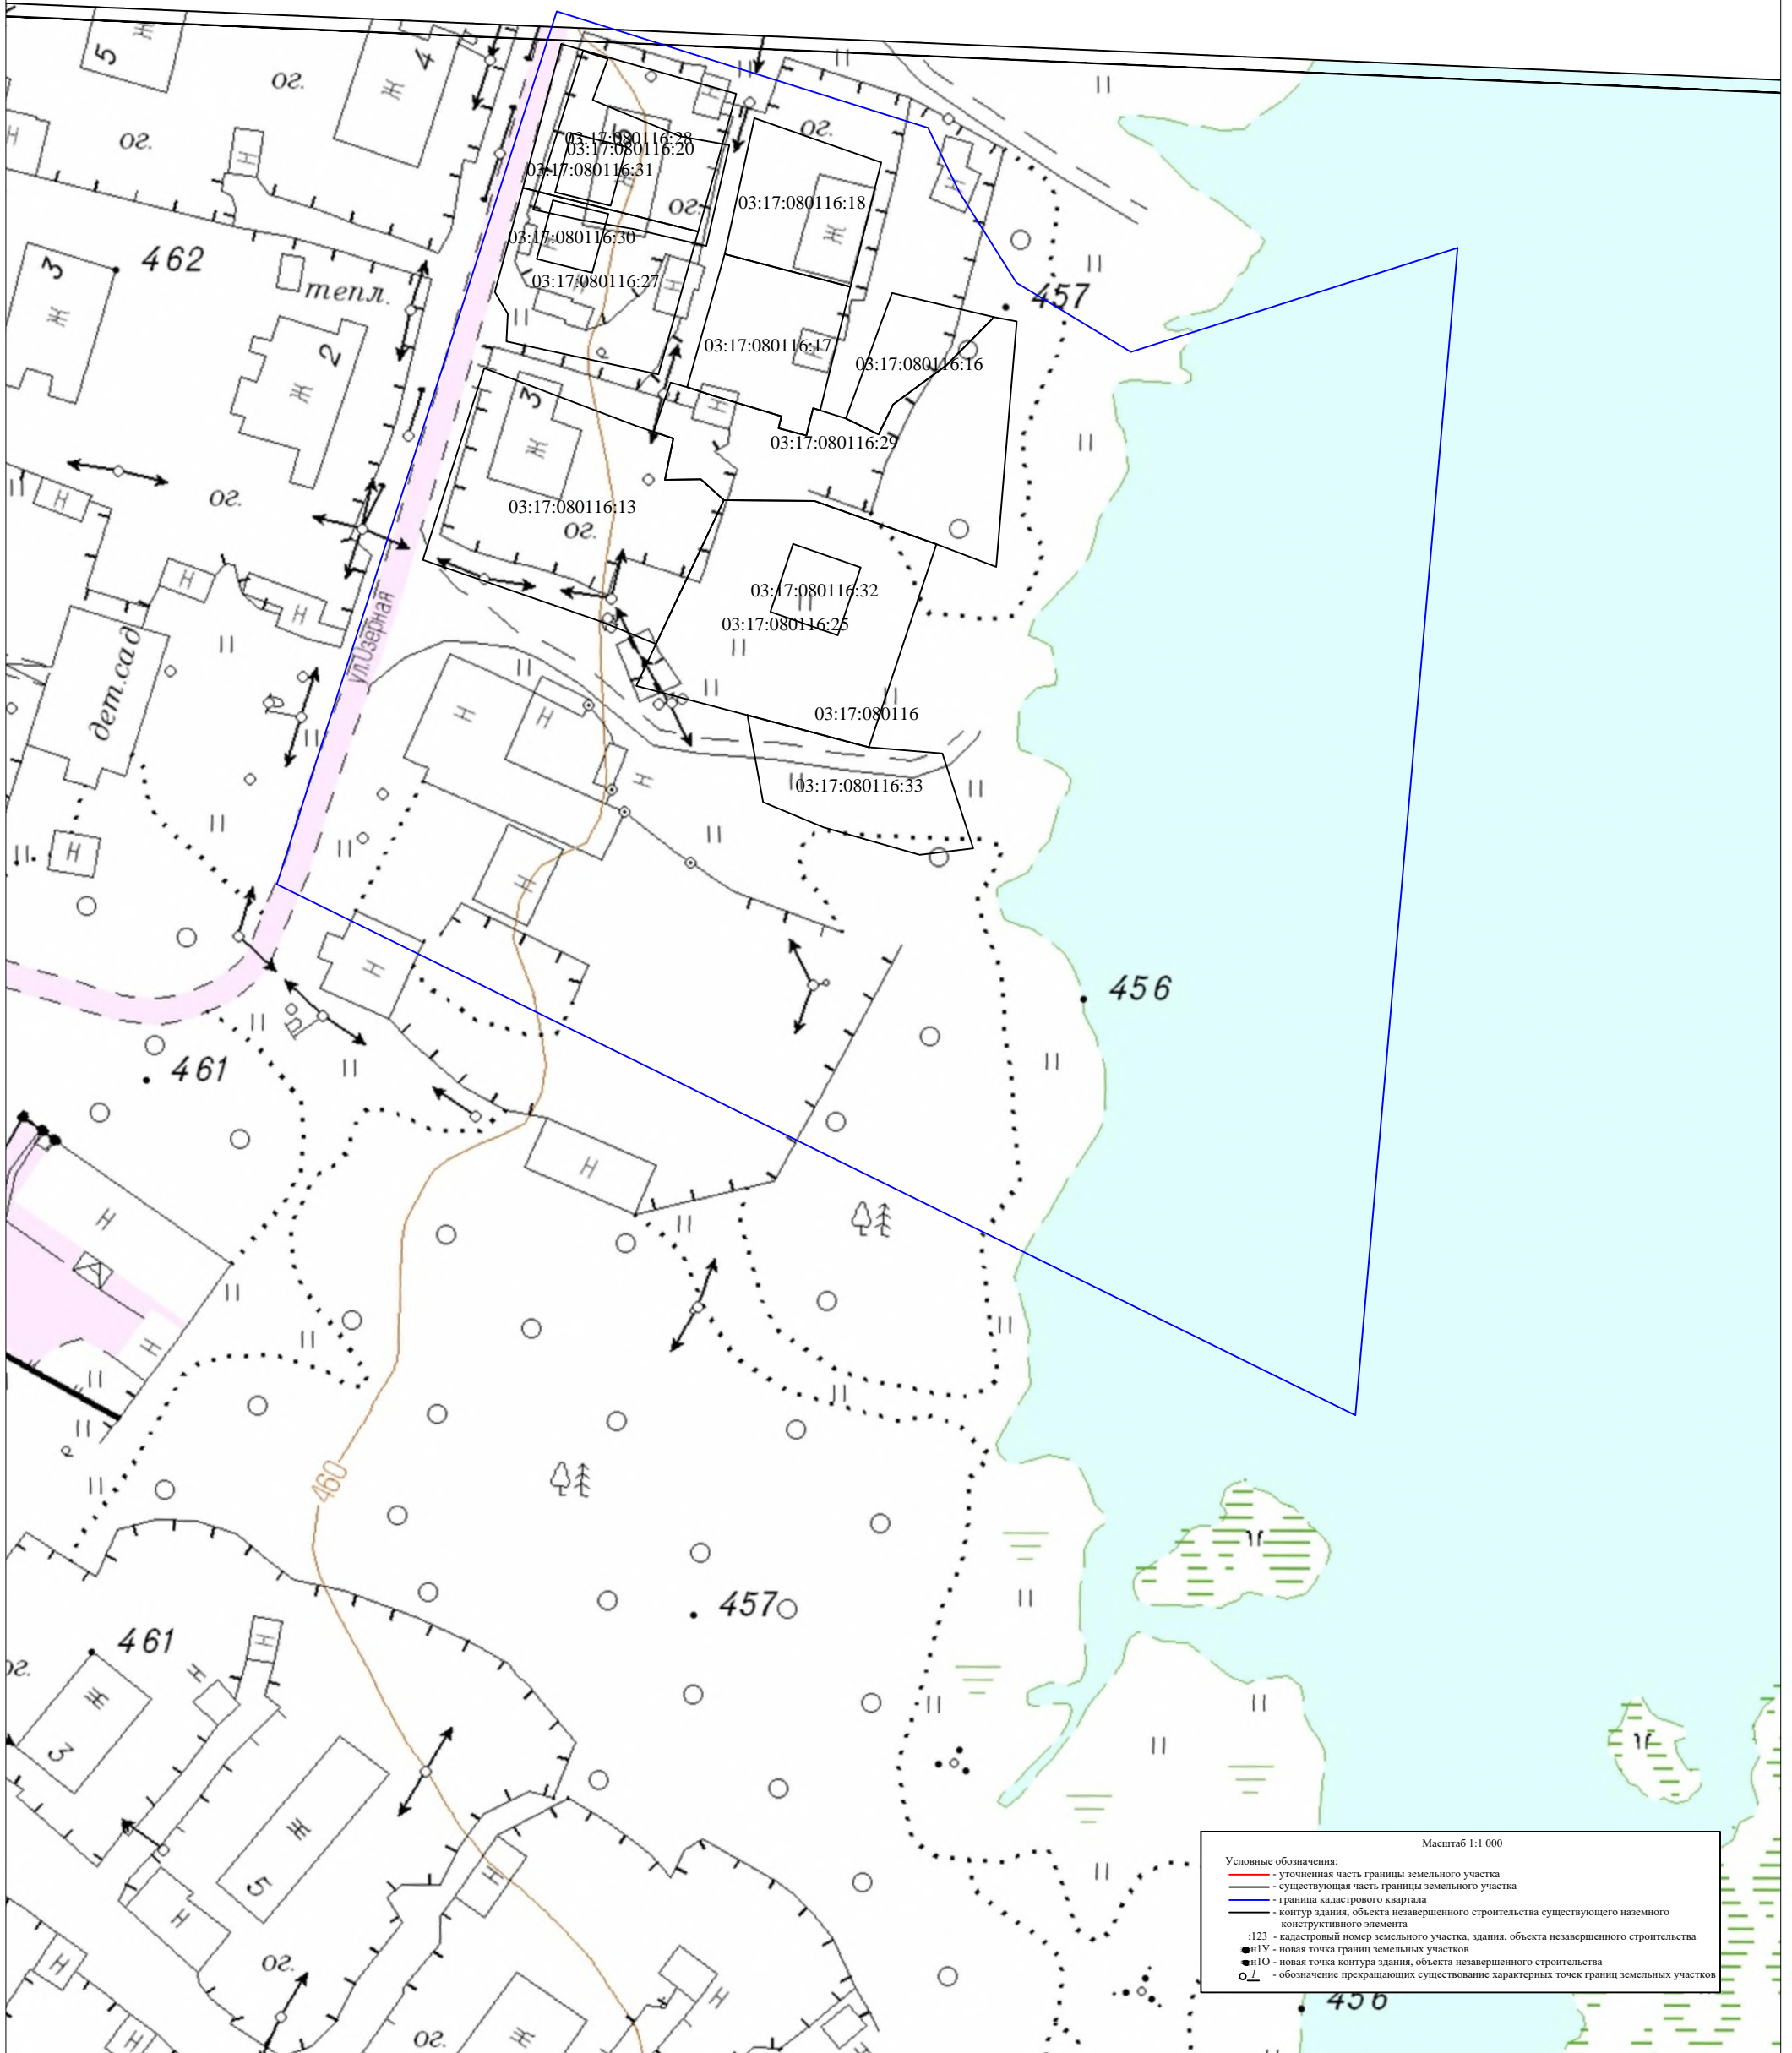 5
Ж
4
Ж
ог.
ог.
Н
Н
462
3
Ж
тепл.
2
Ж
ог.
Н
Н
Н
дет.сад
ул.Озерная
Н
03:17:080116:28
03:17:080116:20
03:17:080116:31
03:17:080116:30
03:17:080116:27
ог.
ог.
03:17:080116:18
Ж
Н
Н
Н
457
03:17:080116:17
03:17:080116:16
03:17:080116:29
3
Ж
Н
03:17:080116:13
ог.
03:17:080116:32
03:17:080116:25
03:17:080116
03:17:080116:33
Н
Н
Н
Н
Н
456
461
Н
Н
Н
460
457
461
ог.
Н
Н
Ж
3
Ж
5
Н
Н
ог.
Н
ог.
Ж
Н
Н
Н
456
Масштаб 1:1 000
Условные обозначения:
- уточненная часть границы земельного участка
- существующая часть границы земельного участка
- граница кадастрового квартала
- контур здания, объекта незавершенного строительства существующего наземного
конструктивного элемента
:123 - кадастровый номер земельного участка, здания, объекта незавершенного строительства
н1У - новая точка границ земельных участков
н1О - новая точка контура здания, объекта незавершенного строительства
1 - обозначение прекращающих существование характерных точек границ земельных участков